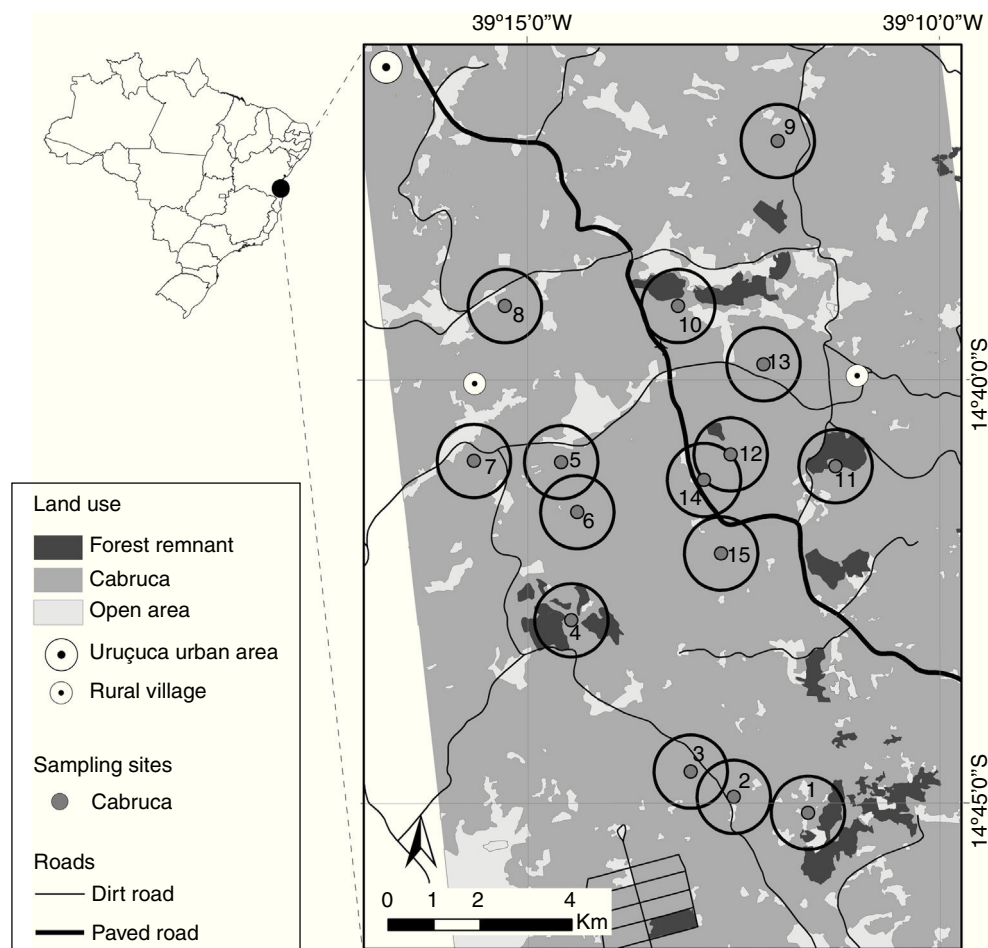 39°15'0"W
39°10'0"W
9
8
10
13
14°40'0"S
7
5
12
14
11
6
15
4
3
2
1
14°45'0"S
0 1 2 4
Km
Land use
Forest remnant
Cabruca
Open area
Uruçuca urban area
Rural village
Sampling sites
Cabruca
Roads
Dirt road
Paved road